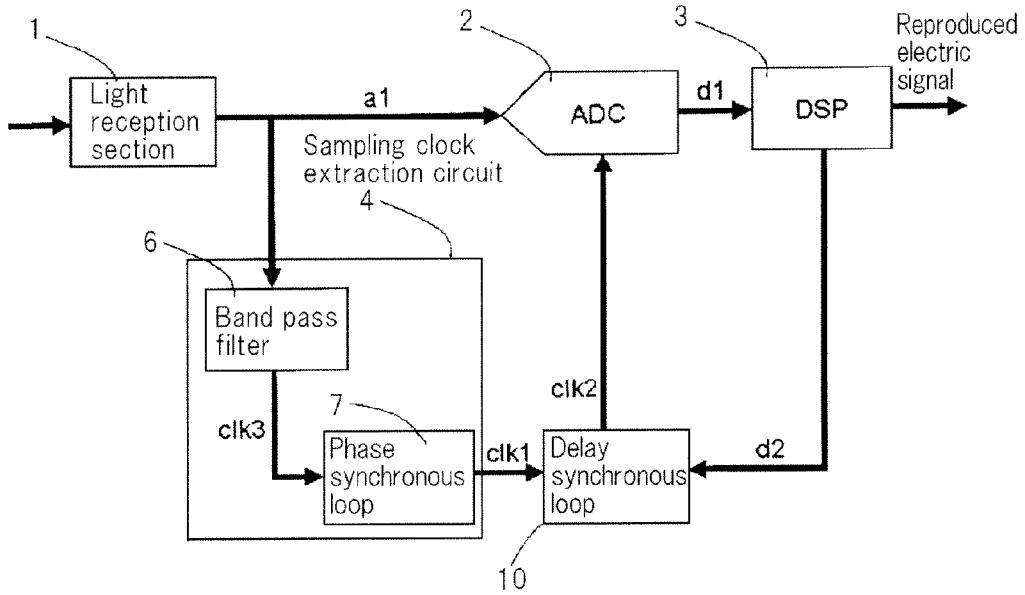 1
2
3
Reproduced
electric
signal
Light
reception
section
a1
ADC
d1
DSP
Sampling clock
extraction circuit
4
6
Band pass
filter
clk3
7
Phase
synchronous
loop
clk1
clk2
Delay
synchronous
loop
d2
10